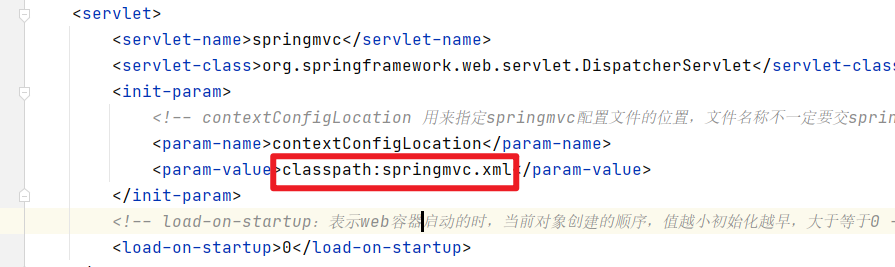 <servlet>
<servlet-name>springmvc</servlet-name>
<servlet-class>org.springframework.web.servlet.DispatcherServlet</servlet-clas
<init-param>
<!-- contextConfigLocation 用来指定springmvc配置文件的位置，文件名称不一定要交sprin
<param-name>contextConfigLocation</param-name>
<param-value>classpath:springmvc.xml</param-value>
</init-param>
<!-- load-on-startup：表示web容器启动的时，当前对象创建的顺序，值越小初始化越早，大于等于0 -
<load-on-startup>0</load-on-startup>